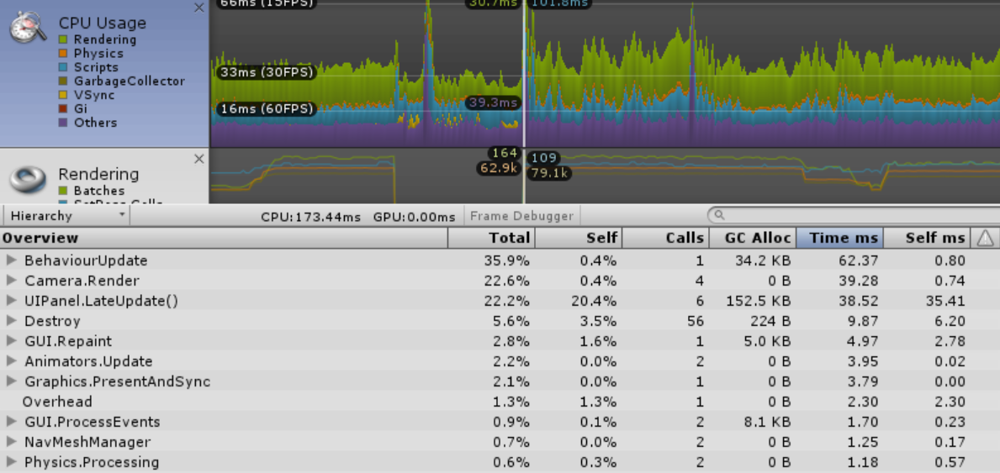 66ms (15FPS)
30.7ms
101.8ms
CPU Usage
Rendering
Physics
Scripts
GarbageCollector
VSync
Gi
Others
33ms (30FPS)
16ms (60FPS)
39.3ms
Rendering
Batches
SetPass Calls
164
62.9k
109
79.1k
Hierarchy CPU:173.44ms GPU:0.00ms Frame Debugger
Overview Total Self Calls GC Alloc Time ms Self ms
BehaviourUpdate 35.9% 0.4% 1 34.2 KB 62.37 0.80
Camera.Render 22.6% 0.4% 4 0 B 39.28 0.74
UIPanel.LateUpdate() 22.2% 20.4% 6 152.5 KB 38.52 35.41
Destroy 5.6% 3.5% 56 224 B 9.87 6.20
GUI.Repaint 2.8% 1.6% 1 5.0 KB 4.97 2.78
Animators.Update 2.2% 0.0% 2 0 B 3.95 0.02
Graphics.PresentAndSync 2.1% 0.0% 1 0 B 3.79 0.00
Overhead 1.3% 1.3% 1 0 B 2.30 2.30
GUI.ProcessEvents 0.9% 0.1% 2 8.1 KB 1.70 0.23
NavMeshManager 0.7% 0.0% 2 0 B 1.25 0.17
Physics.Processing 0.6% 0.3% 2 0 B 1.18 0.57